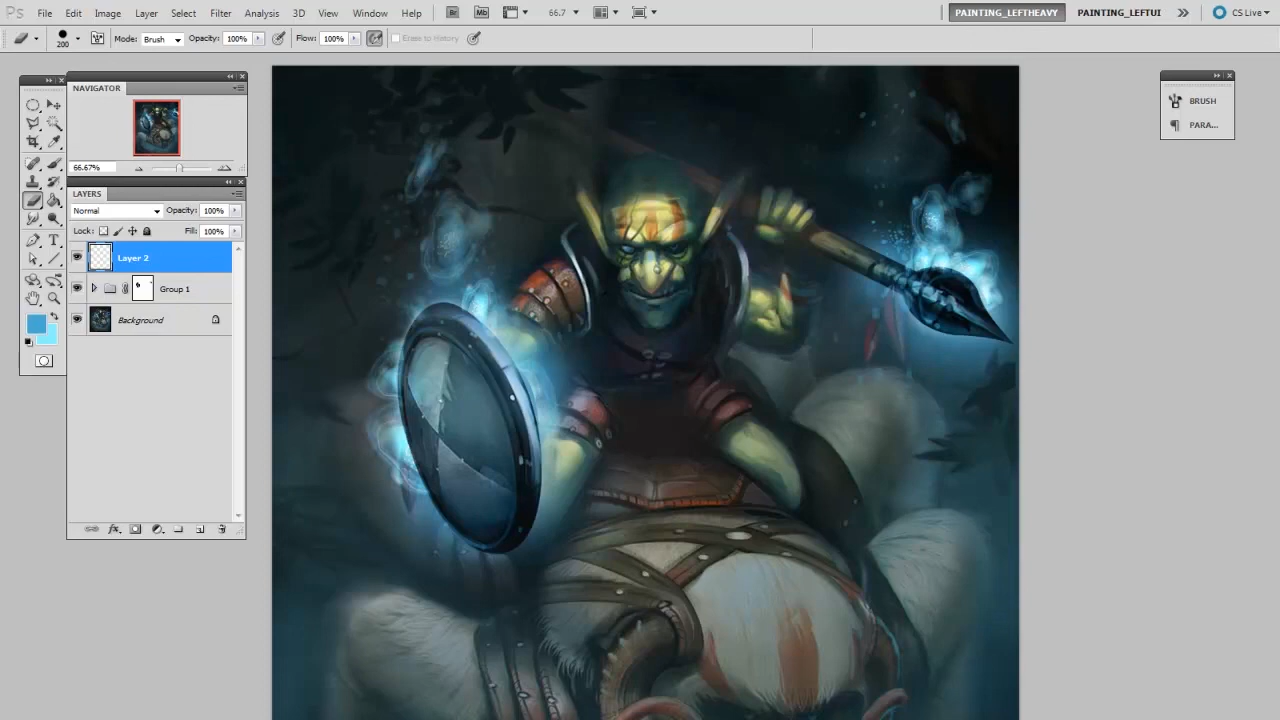 Ps File Edit Image Layer Select Filter Analysis 3D View Window Help Br Mb 66.7 PAINTING_LEFTHEAVY PAINTING_LEFTUI CS Live
200 Mode: Brush Opacity: 100% Flow: 100% Erase to History
NAVIGATOR
66.67%
LAYERS
Normal Opacity: 100%
Lock: Fill: 100%
Layer 2
Group 1
Background
BRUSH
PARA...